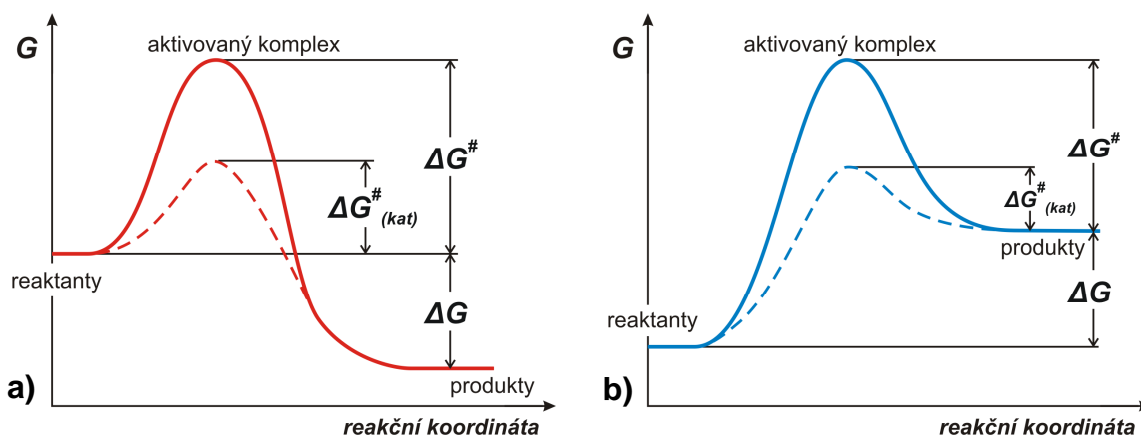 G
aktivovaný komplex
ΔG#
ΔG#(kat)
reaktanty
ΔG
a)
produkty
reakční koordináta
G
aktivovaný komplex
ΔG#
ΔG#(kat)
produkty
reaktanty
ΔG
b)
reakční koordináta